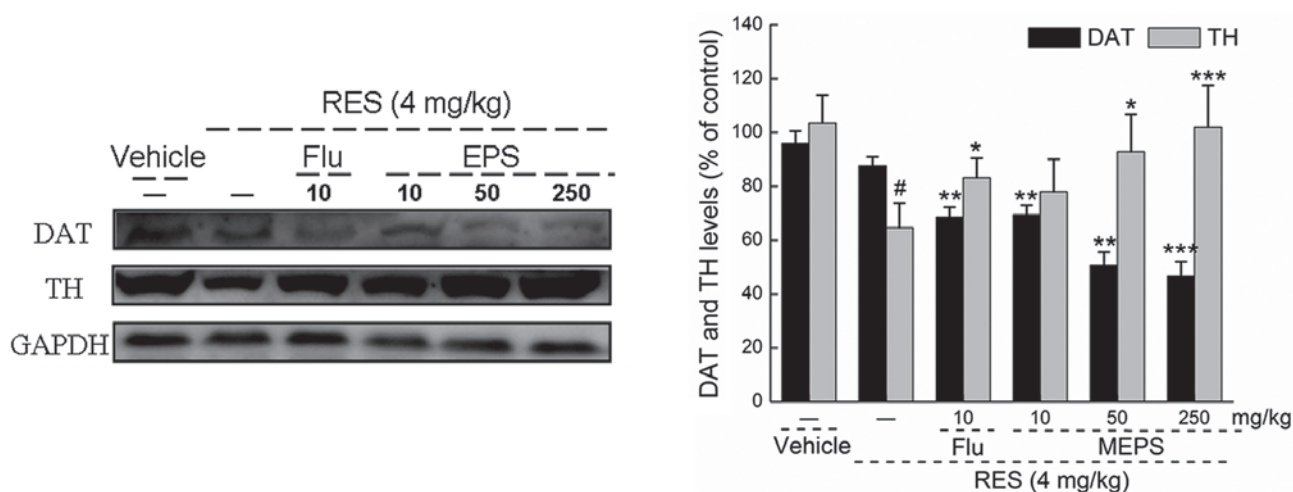 RES (4 mg/kg)
Vehicle Flu EPS
— — 10 10 50 250
DAT
TH
GAPDH
DAT and TH levels (% of control)
140
120
100
80
60
40
20
0
DAT TH
#
** *
**
** *
*** ***
— — 10 10 50 250 mg/kg
Vehicle Flu MEPS
RES (4 mg/kg)